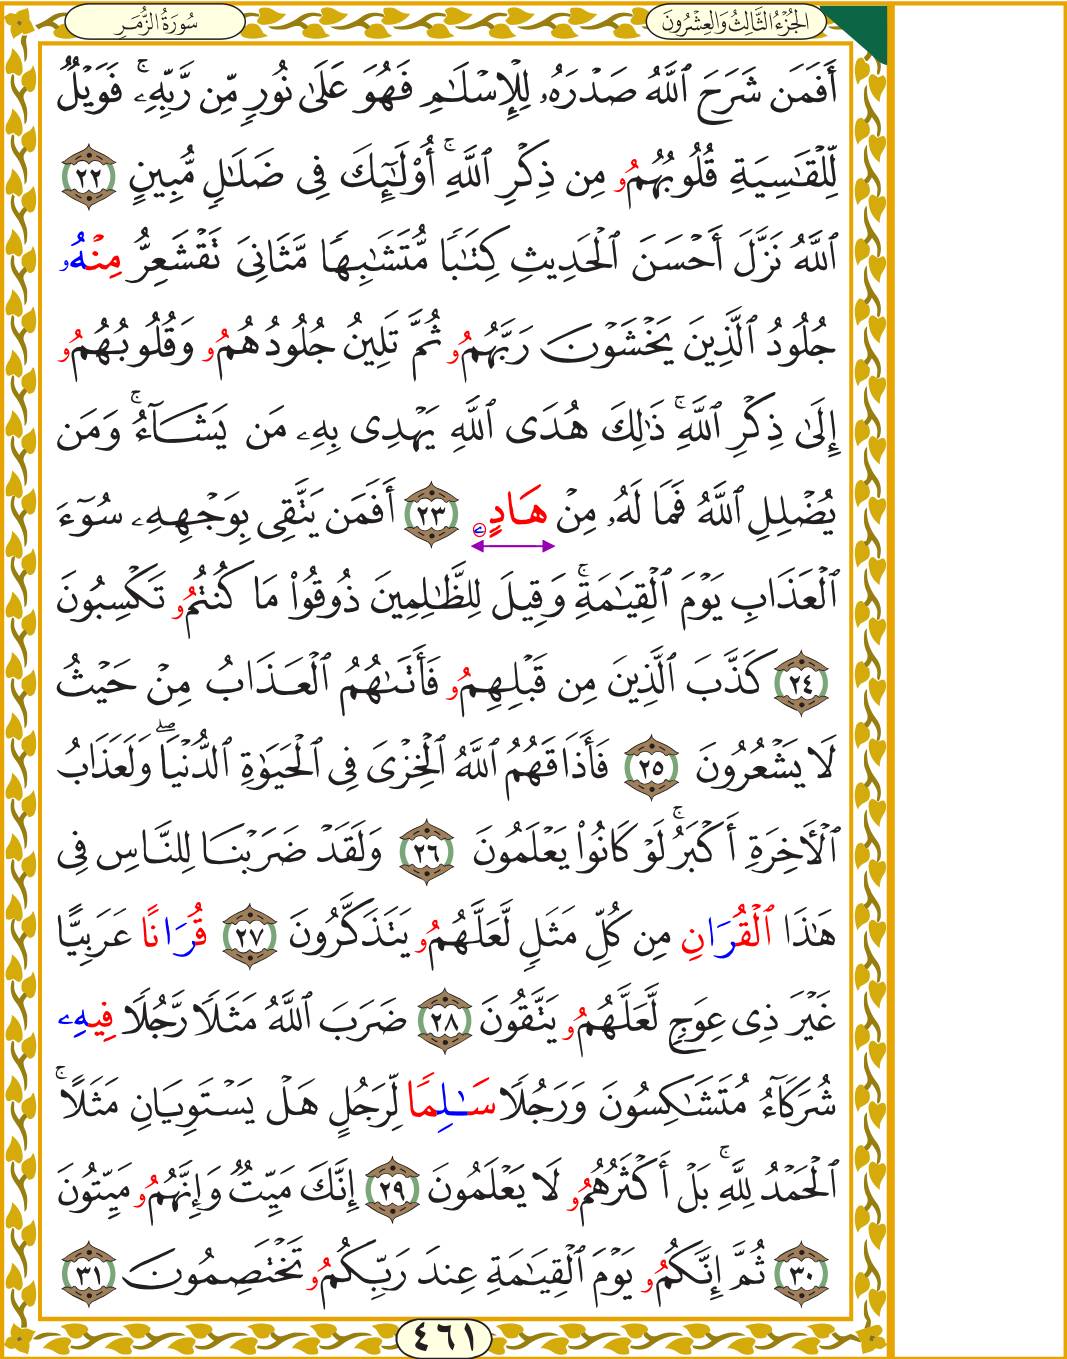 الجُزْءُ الثَّالِثُ وَالعِشْرُونَ
سُورَةُ الزُّمَرِ
أَفَمَن شَرَحَ ٱللَّهُ صَدْرَهُۥ لِلْإِسْلَٰمِ فَهُوَ عَلَىٰ نُورٍ مِّن رَّبِّهِۦۚ فَوَيْلٌ
لِّلْقَٰسِيَةِ قُلُوبُهُمُۥ مِن ذِكْرِ ٱللَّهِۚ أُوْلَٰٓئِكَ فِى ضَلَٰلٍ مُّبِينٍ ٢٢
ٱللَّهُ نَزَّلَ أَحْسَنَ ٱلْحَدِيثِ كِتَٰبًا مُّتَشَٰبِهًا مَّثَانِىَ تَقْشَعِرُّ مِنْهُۥ
جُلُودُ ٱلَّذِينَ يَخْشَوْنَ رَبَّهُمُۥ ثُمَّ تَلِينُ جُلُودُهُمُۥ وَقُلُوبُهُمُۥ
إِلَىٰ ذِكْرِ ٱللَّهِۚ ذَٰلِكَ هُدَى ٱللَّهِ يَهْدِى بِهِۦ مَن يَشَآءُۚ وَمَن
يُضْلِلِ ٱللَّهُ فَمَا لَهُۥ مِنْ هَادٍۦ ٢٣ أَفَمَن يَتَّقِى بِوَجْهِهِۦ سُوٓءَ
ٱلْعَذَابِ يَوْمَ ٱلْقِيَٰمَةِۚ وَقِيلَ لِلظَّٰلِمِينَ ذُوقُواْ مَا كُنتُمُۥ تَكْسِبُونَ
٢٤ كَذَّبَ ٱلَّذِينَ مِن قَبْلِهِمُۥ فَأَتَىٰهُمُ ٱلْعَذَابُ مِنْ حَيْثُ
لَا يَشْعُرُونَ ٢٥ فَأَذَاقَهُمُ ٱللَّهُ ٱلْخِزْىَ فِى ٱلْحَيَوٰةِ ٱلدُّنْيَاۖ وَلَعَذَابُ
ٱلْأَخِرَةِ أَكْبَرُۚ لَوْ كَانُواْ يَعْلَمُونَ ٢٦ وَلَقَدْ ضَرَبْنَا لِلنَّاسِ فِى
هَٰذَا ٱلْقُرَانِ مِن كُلِّ مَثَلٍ لَّعَلَّهُمُۥ يَتَذَكَّرُونَ ٢٧ قُرَانًا عَرَبِيًّا
غَيْرَ ذِى عِوَجٍ لَّعَلَّهُمُۥ يَتَّقُونَ ٢٨ ضَرَبَ ٱللَّهُ مَثَلًا رَّجُلًا فِيهِۦ
شُرَكَآءُ مُتَشَٰكِسُونَ وَرَجُلًا سَٰلِمًا لِّرَجُلٍ هَلْ يَسْتَوِيَانِ مَثَلًاۚ
ٱلْحَمْدُ لِلَّهِۚ بَلْ أَكْثَرُهُمُۥ لَا يَعْلَمُونَ ٢٩ إِنَّكَ مَيِّتٌ وَإِنَّهُمُۥ مَيِّتُونَ
٣٠ ثُمَّ إِنَّكُمُۥ يَوْمَ ٱلْقِيَٰمَةِ عِندَ رَبِّكُمُۥ تَخْتَصِمُونَ ٣١
٤٦١